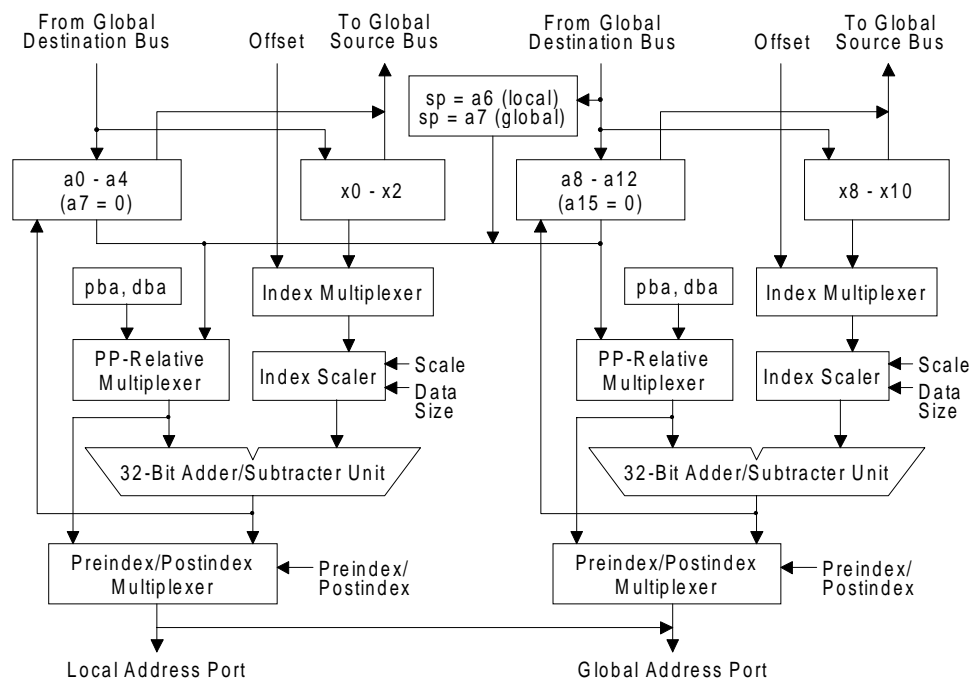 From Global
Destination Bus
Offset
To Global
Source Bus
From Global
Destination Bus
Offset
To Global
Source Bus
sp = a6 (local)
sp = a7 (global)
a0 - a4
(a7 = 0)
x0 - x2
a8 - a12
(a15 = 0)
x8 - x10
pba, dba
Index Multiplexer
pba, dba
Index Multiplexer
PP-Relative
Multiplexer
Index Scaler
Scale
Data
Size
PP-Relative
Multiplexer
Index Scaler
Scale
Data
Size
32-Bit Adder/Subtracter Unit
32-Bit Adder/Subtracter Unit
Preindex/Postindex
Multiplexer
Preindex/
Postindex
Preindex/Postindex
Multiplexer
Preindex/
Postindex
Local Address Port
Global Address Port